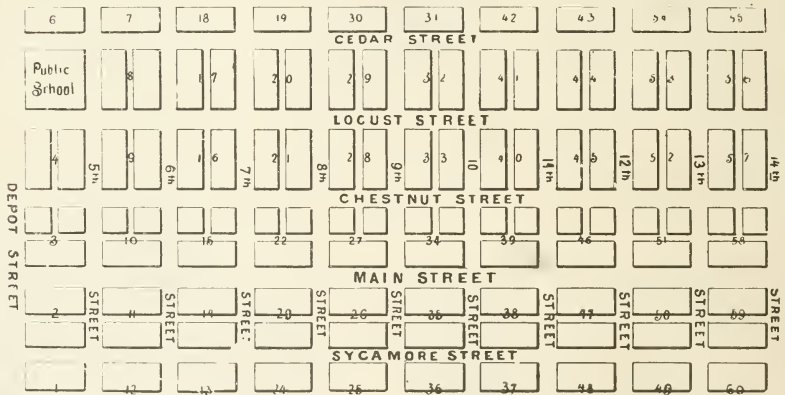 6 7 18 19 30 31 42 43 54 55
CEDAR STREET
Public
School
8 17 20 29 32 41 44 53 56
LOCUST STREET
4 9 16 21 28 33 40 45 52 57
5th 6th 7th 8th 9th 10 14th 12th 13th 14th
CHESTNUT STREET
DEPOT STREET
3 10 15 22 27 34 39 46 51 58
MAIN STREET
2 11 14 20 26 35 38 47 50 59
STREET STREET STREET STREET STREET STREET STREET STREET STREET STREET
SYCAMORE STREET
1 12 13 24 25 36 37 48 49 60